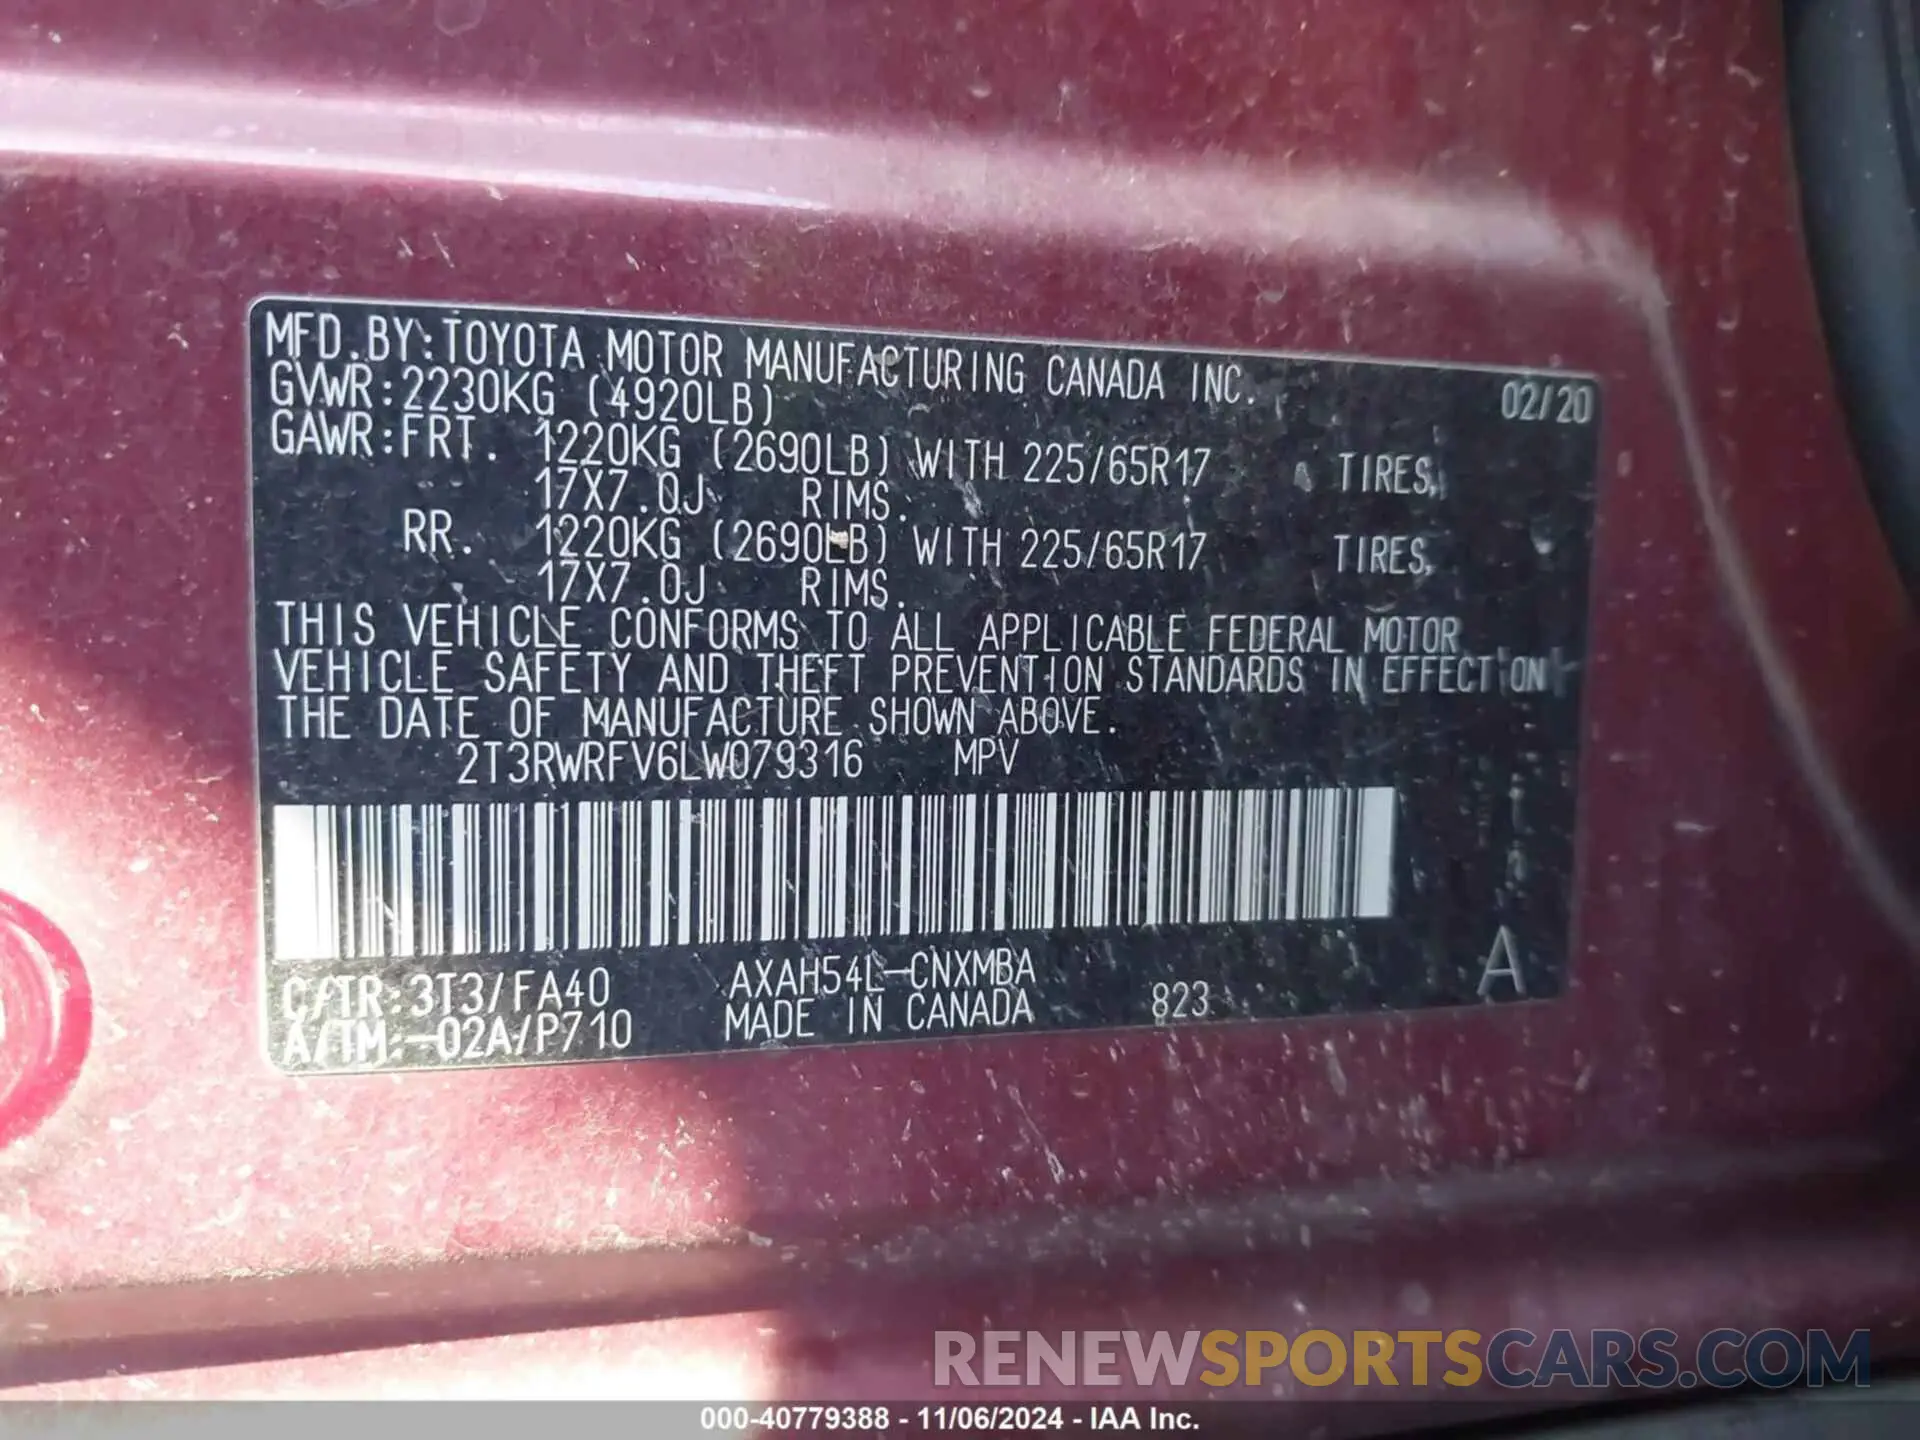 MFD.BY:TOYOTA MOTOR MANUFACTURING CANADA INC. 02/20
GVWR:2230KG (4920LB)
GAWR:FRT. 1220KG (2690LB) WITH 225/65R17 TIRES,
17X7.0J RIMS.
RR. 1220KG (2690LB) WITH 225/65R17 TIRES,
17X7.0J RIMS.
THIS VEHICLE CONFORMS TO ALL APPLICABLE FEDERAL MOTOR
VEHICLE SAFETY AND THEFT PREVENTION STANDARDS IN EFFECT ON
THE DATE OF MANUFACTURE SHOWN ABOVE.
2T3RWRFV6LW079316 MPV
C/TR:3T3/FA40 AXAH54L-CNXMBA
A/TM:-02A/P710 MADE IN CANADA 823 A
RENEWSPORTSCARS.COM
000-40779388 - 11/06/2024 - IAA Inc.